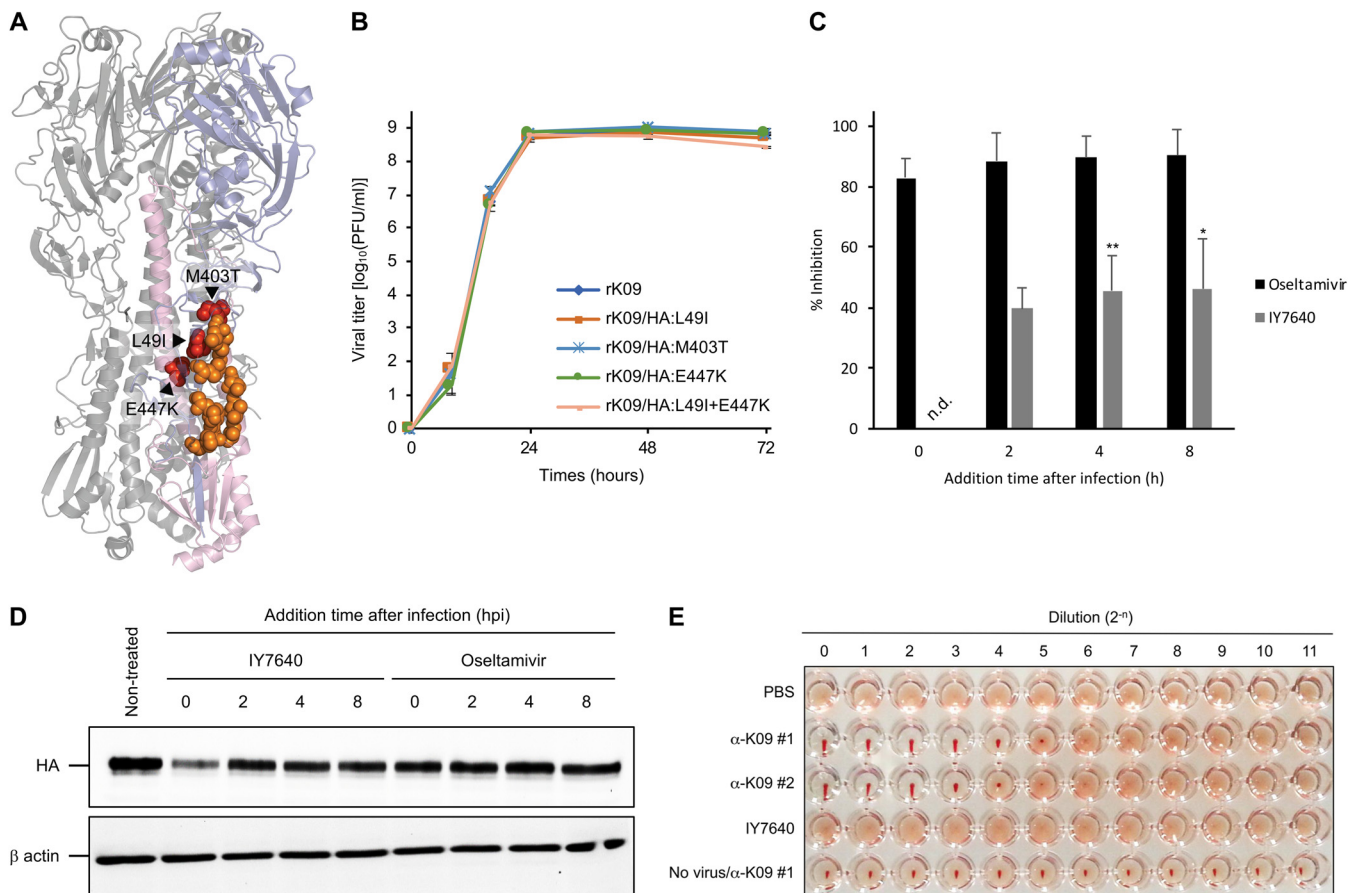 A
M403T
L49I
E447K
B
Viral titer [log10(PFU/ml)]
9
8
7
6
5
4
3
2
1
0
rK09
rK09/HA:L49I
rK09/HA:M403T
rK09/HA:E447K
rK09/HA:L49I+E447K
0 24 48 72
Times (hours)
C
% Inhibition
100
80
60
40
20
0
n.d.
**
*
Oseltamivir
IY7640
0 2 4 8
Addition time after infection (h)
D
Non-treated
Addition time after infection (hpi)
IY7640 Oseltamivir
0 2 4 8 0 2 4 8
HA
β actin
E
Dilution (2-n)
0 1 2 3 4 5 6 7 8 9 10 11
PBS
α-K09 #1
α-K09 #2
IY7640
No virus/α-K09 #1